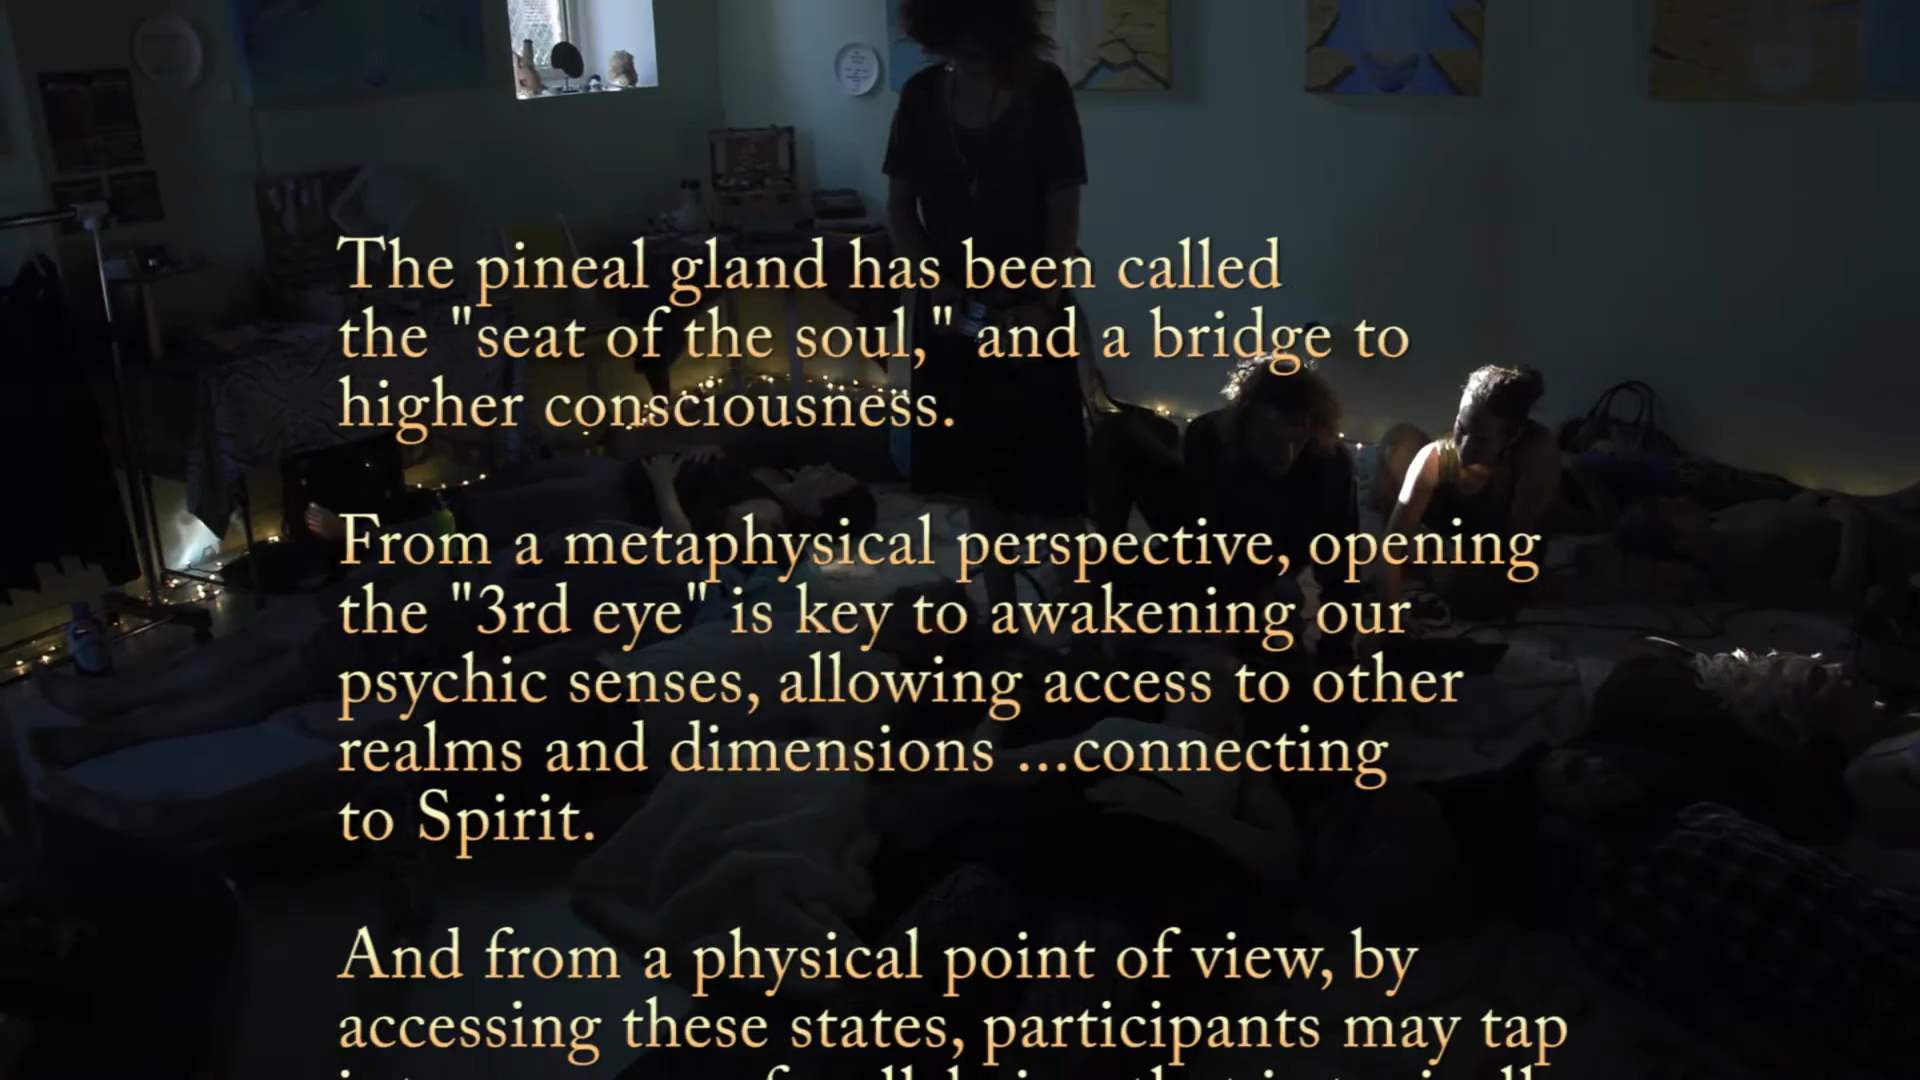 The pineal gland has been called
the "seat of the soul," and a bridge to
higher consciousness.
From a metaphysical perspective, opening
the "3rd eye" is key to awakening our
psychic senses, allowing access to other
realms and dimensions ...connecting
to Spirit.
And from a physical point of view, by
accessing these states, participants may tap